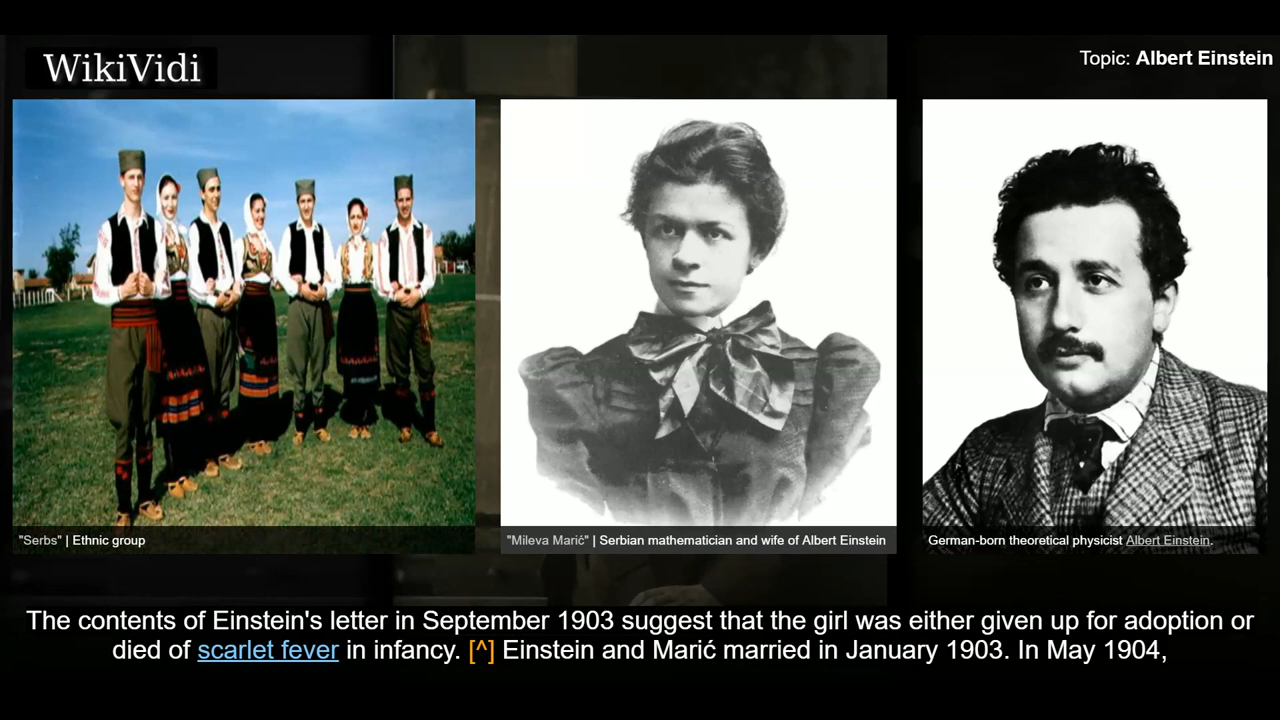 WikiVidi
Topic: Albert Einstein
"Serbs" | Ethnic group
"Mileva Marić" | Serbian mathematician and wife of Albert Einstein
German-born theoretical physicist Albert Einstein.
The contents of Einstein's letter in September 1903 suggest that the girl was either given up for adoption or
died of scarlet fever in infancy. [^] Einstein and Marić married in January 1903. In May 1904,